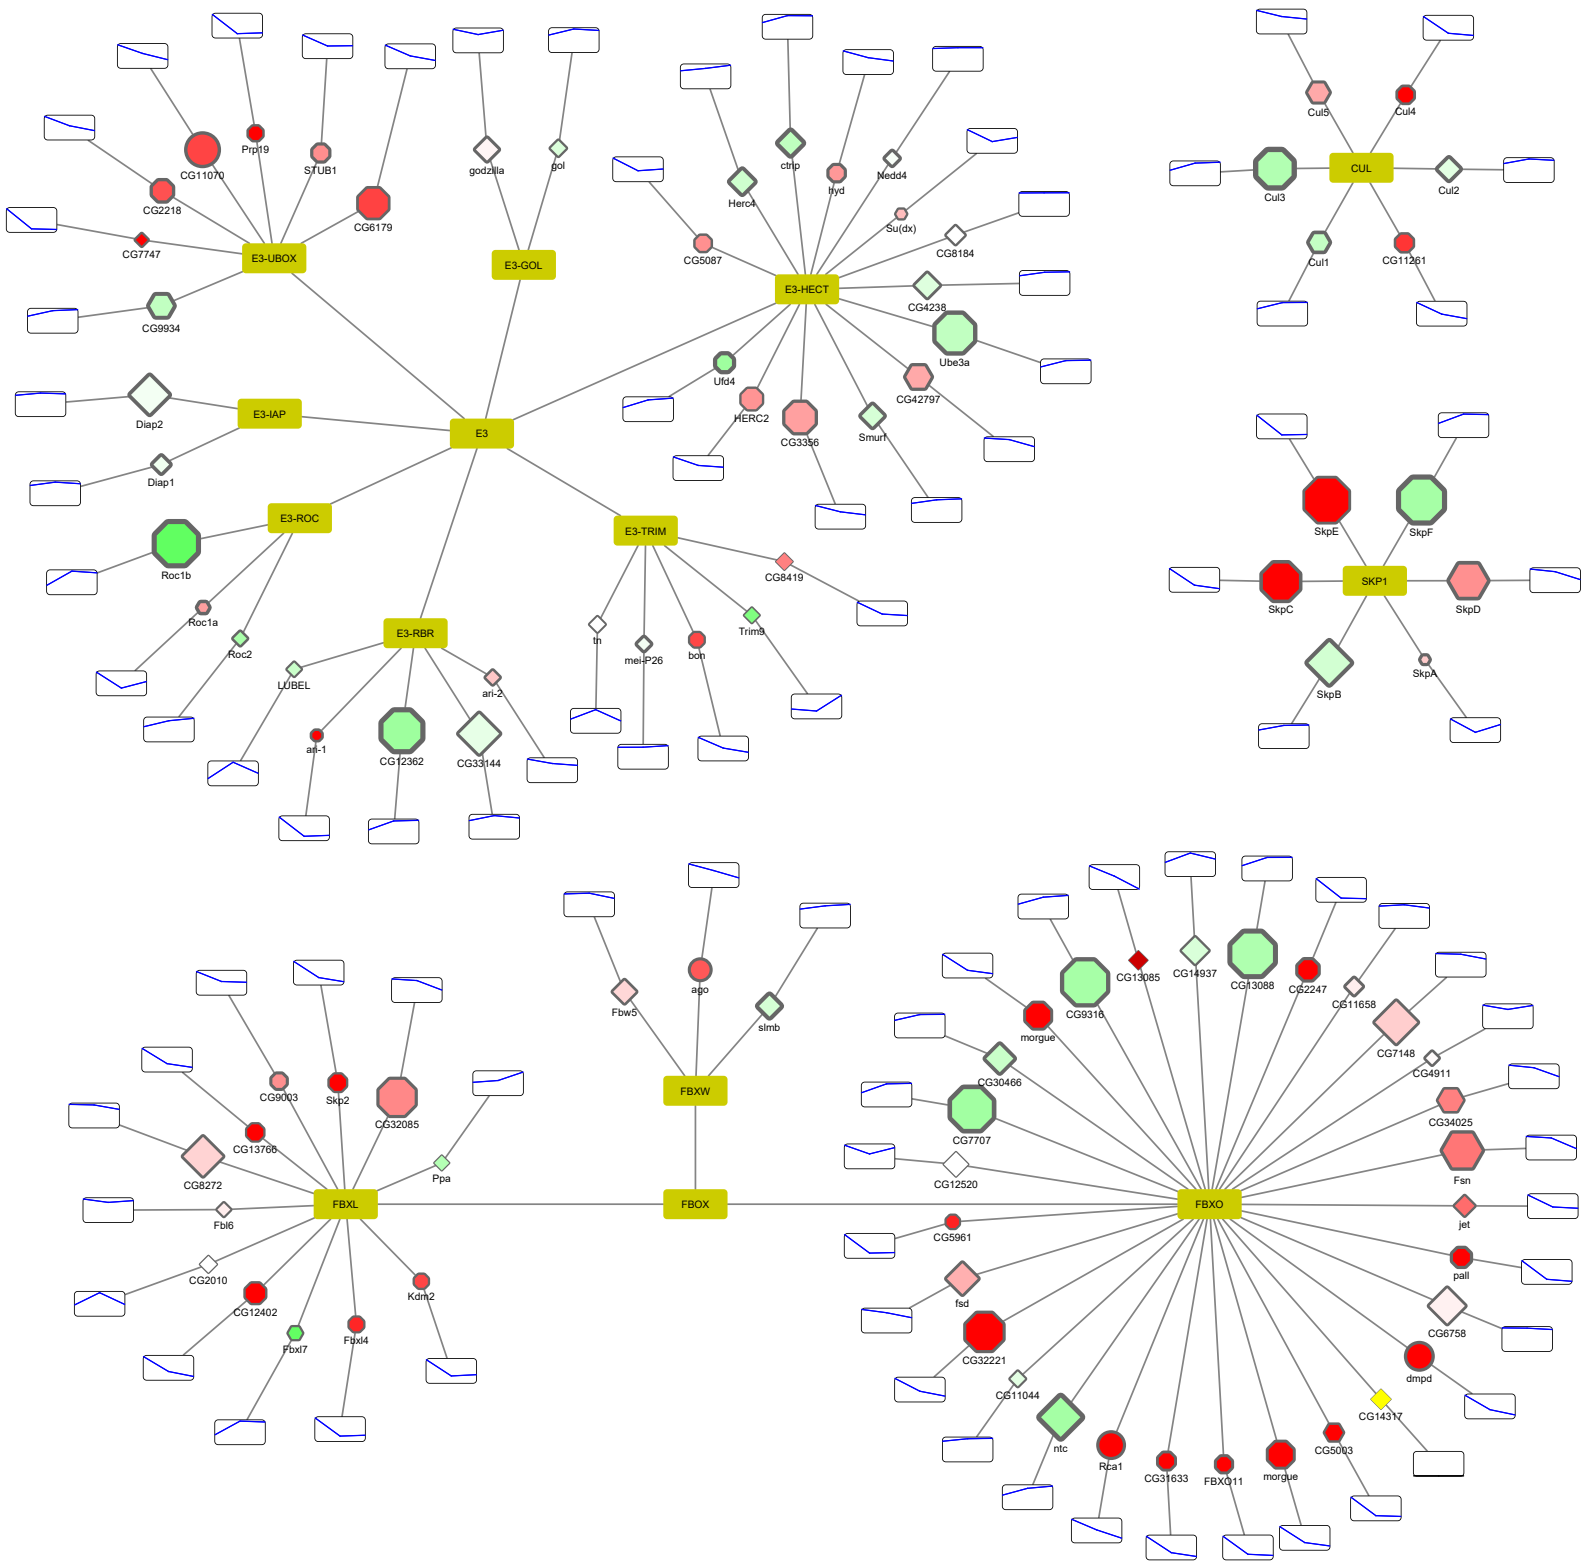 Prp19
CG11070
STUB1
CG2218
CG6179
CG7747
E3-UBOX
CG9934
godzilla
gol
E3-GOL
ctrip
Herc4
hyd
Nedd4
Su(dx)
CG5087
CG8184
E3-HECT
CG4238
Ube3a
Ufd4
CG42797
HERC2
CG3356
Smurf
Cul5
Cul4
CUL
Cul3
Cul2
Cul1
CG11261
Diap2
E3-IAP
E3
Diap1
E3-ROC
Roc1b
Roc1a
Roc2
E3-TRIM
CG8419
tn
mei-P26
bon
Trim9
E3-RBR
LUBEL
ari-2
ari-1
CG12362
CG33144
SkpE
SkpF
SKP1
SkpC
SkpD
SkpB
SkpA
Fbw5
ago
slmb
FBXW
CG9003
Skp2
CG32085
CG13766
CG8272
Ppa
Fbl6
FBXL
FBOX
CG2010
CG12402
Kdm2
Fbxl7
Fbxl4
CG13085
CG14937
CG13088
CG9316
CG2247
CG11658
morgue
CG7148
CG30466
CG4911
CG7707
CG34025
CG12520
Fsn
FBXO
CG5961
jet
fsd
pall
CG32221
CG6758
CG11044
dmpd
ntc
CG14317
Rca1
CG31633
FBXO11
morgue
CG5003